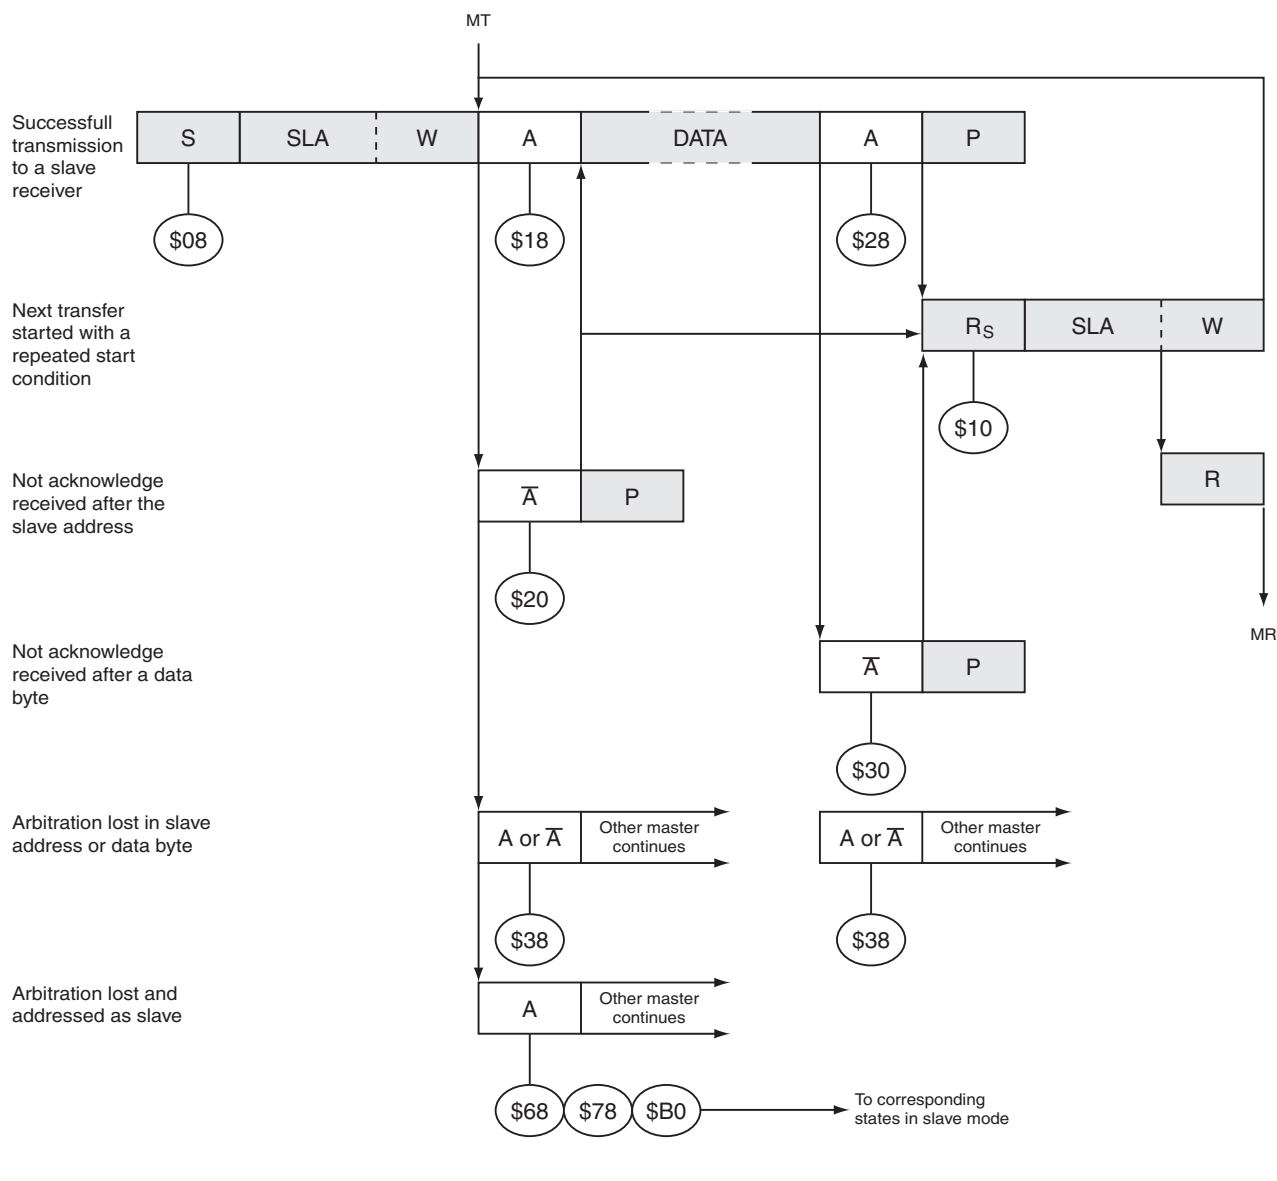 MT
Successfull
transmission
to a slave
receiver
S SLA W A DATA A P
$08 $18 $28
Next transfer
started with a
repeated start
condition
RS SLA W
$10
Not acknowledge
received after the
slave address
A̅ P
R
$20
MR
Not acknowledge
received after a data
byte
A̅ P
$30
Arbitration lost in slave
address or data byte
A or A̅
Other master
continues
A or A̅
Other master
continues
$38 $38
Arbitration lost and
addressed as slave
A
Other master
continues
$68 $78 $B0
To corresponding
states in slave mode